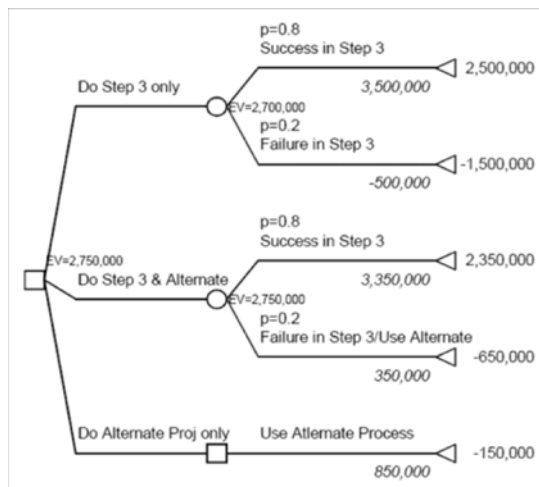 p=0.8
Success in Step 3
2,500,000
Do Step 3 only
3,500,000
EV=2,700,000
p=0.2
Failure in Step 3
-1,500,000
-500,000
p=0.8
Success in Step 3
2,350,000
EV=2,750,000
Do Step 3 & Alternate
3,350,000
EV=2,750,000
p=0.2
Failure in Step 3/Use Alternate
-650,000
350,000
Do Alternate Proj only
Use Atlernate Process
-150,000
850,000